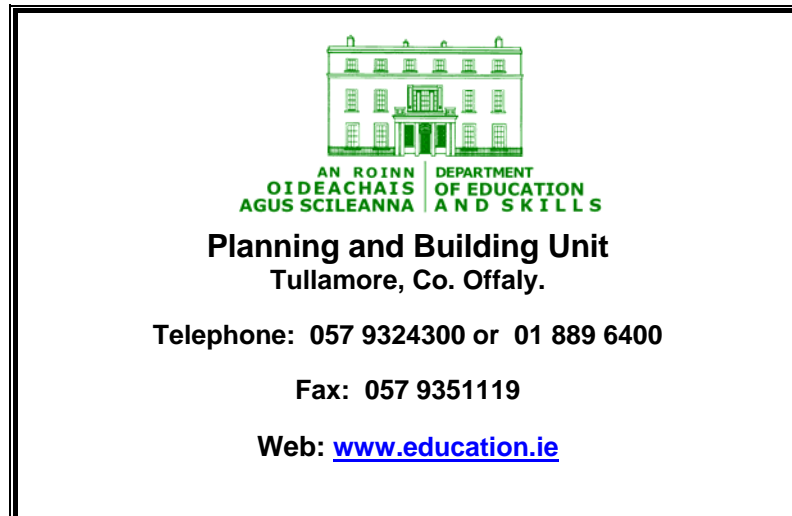 AN ROINN
OIDEACHAIS
AGUS SCILEANNA
DEPARTMENT
OF EDUCATION
AND SKILLS
Planning and Building Unit
Tullamore, Co. Offaly.
Telephone: 057 9324300 or 01 889 6400
Fax: 057 9351119
Web: www.education.ie